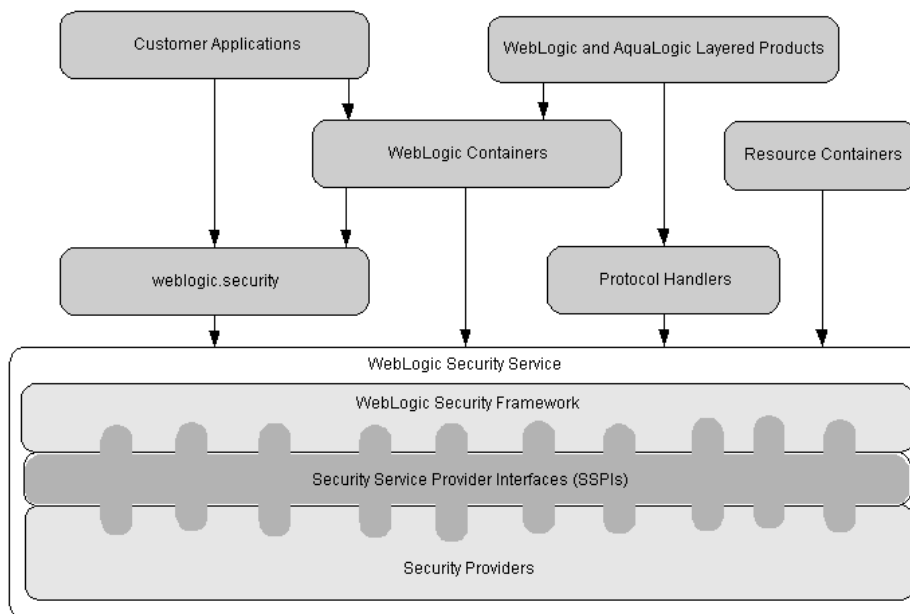 Customer Applications
WebLogic and AquaLogic Layered Products
WebLogic Containers
Resource Containers
weblogic.security
Protocol Handlers
WebLogic Security Service
WebLogic Security Framework
Security Service Provider Interfaces (SSPIs)
Security Providers